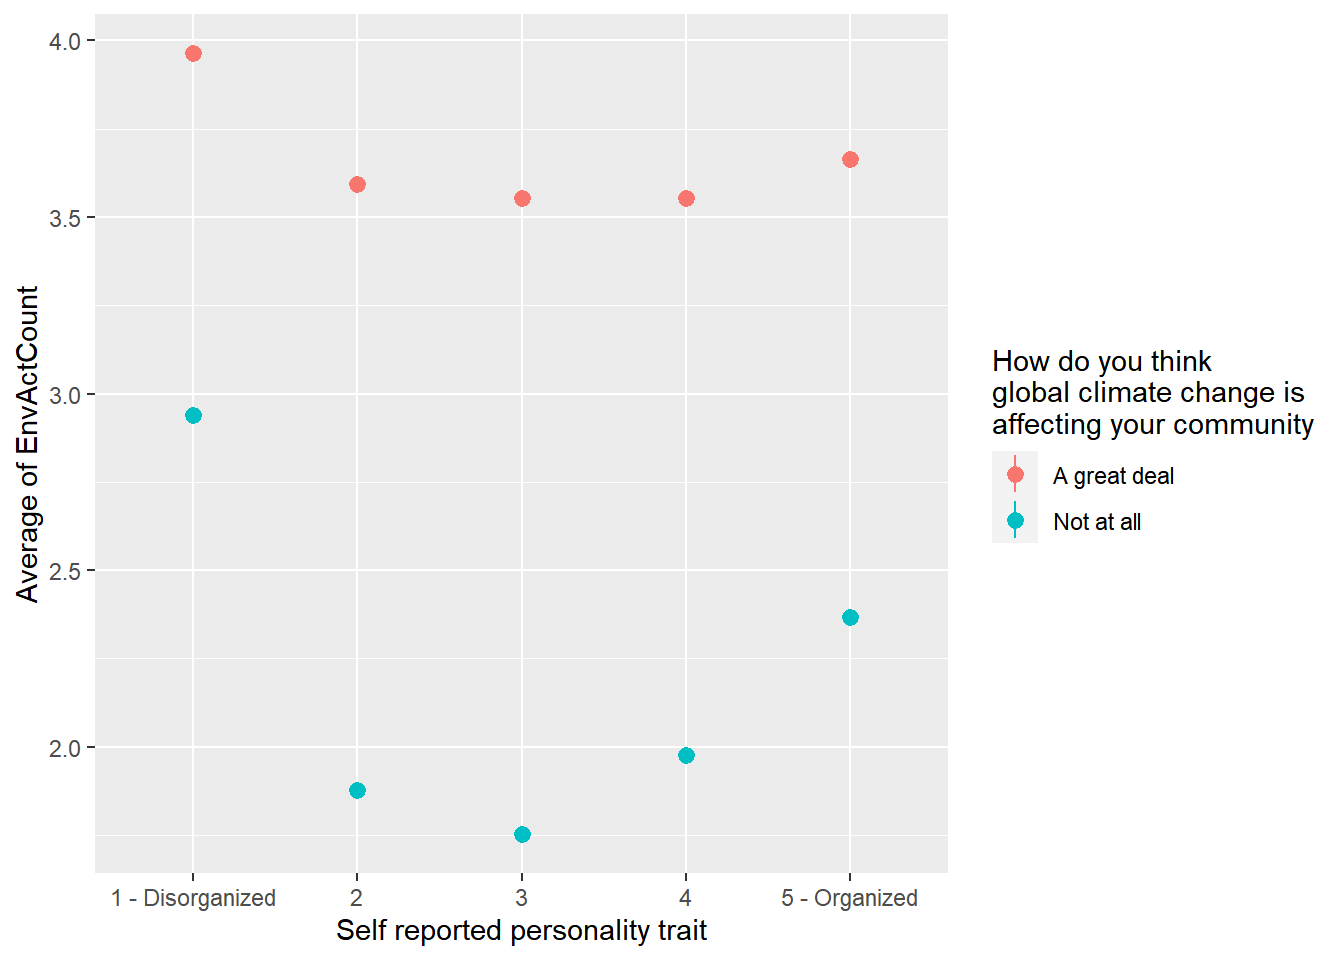 4.0
3.5
3.0
2.5
2.0
Average of EnvActCount
1 - Disorganized
2
3
4
5 - Organized
Self reported personality trait
How do you think
global climate change is
affecting your community
A great deal
Not at all